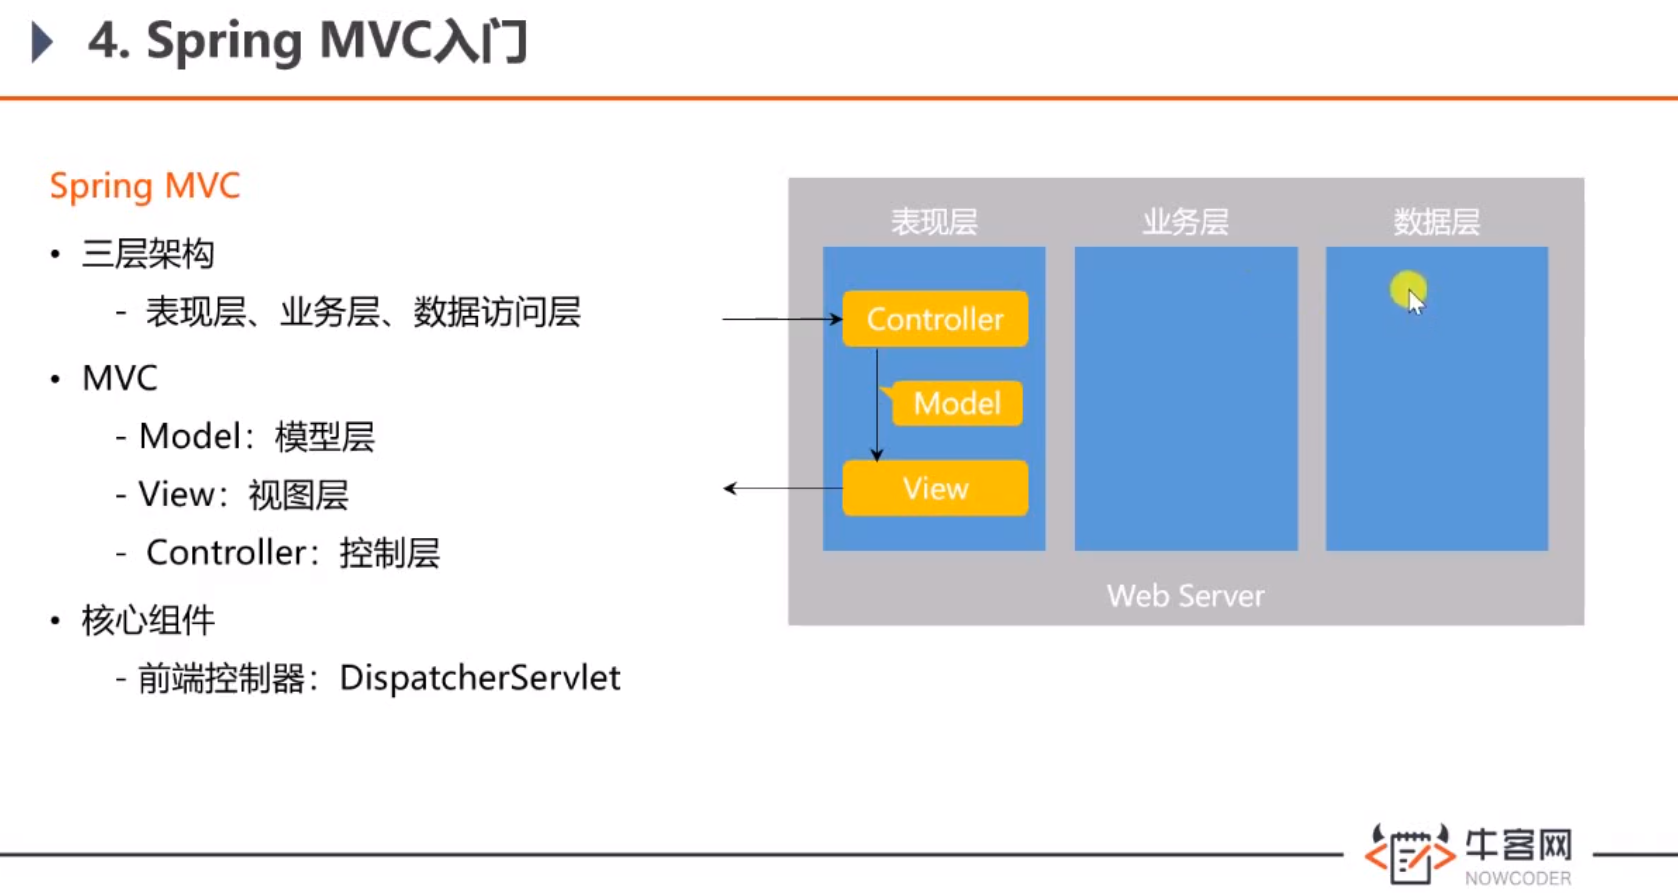 4. Spring MVC入门
Spring MVC
• 三层架构
- 表现层、业务层、数据访问层
• MVC
- Model：模型层
- View：视图层
- Controller：控制层
• 核心组件
- 前端控制器：DispatcherServlet
表现层 业务层 数据层
Controller
Model
View
Web Server
牛客网
NOWCODER